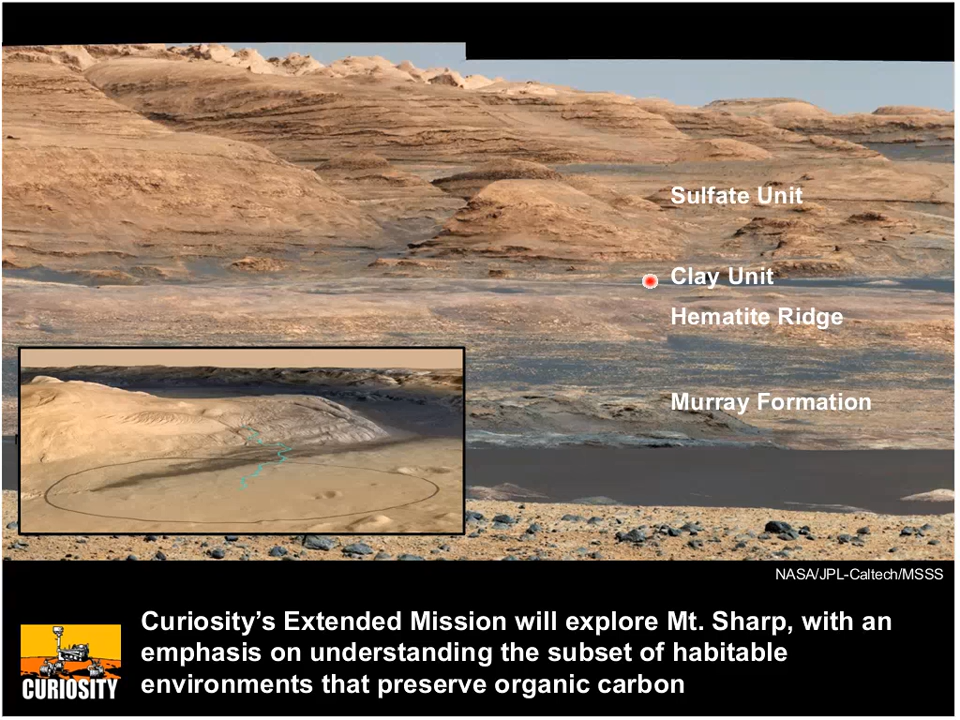 Sulfate Unit
Clay Unit
Hematite Ridge
Murray Formation
NASA/JPL-Caltech/MSSS
Curiosity’s Extended Mission will explore Mt. Sharp, with an
emphasis on understanding the subset of habitable
environments that preserve organic carbon
CURIOSITY